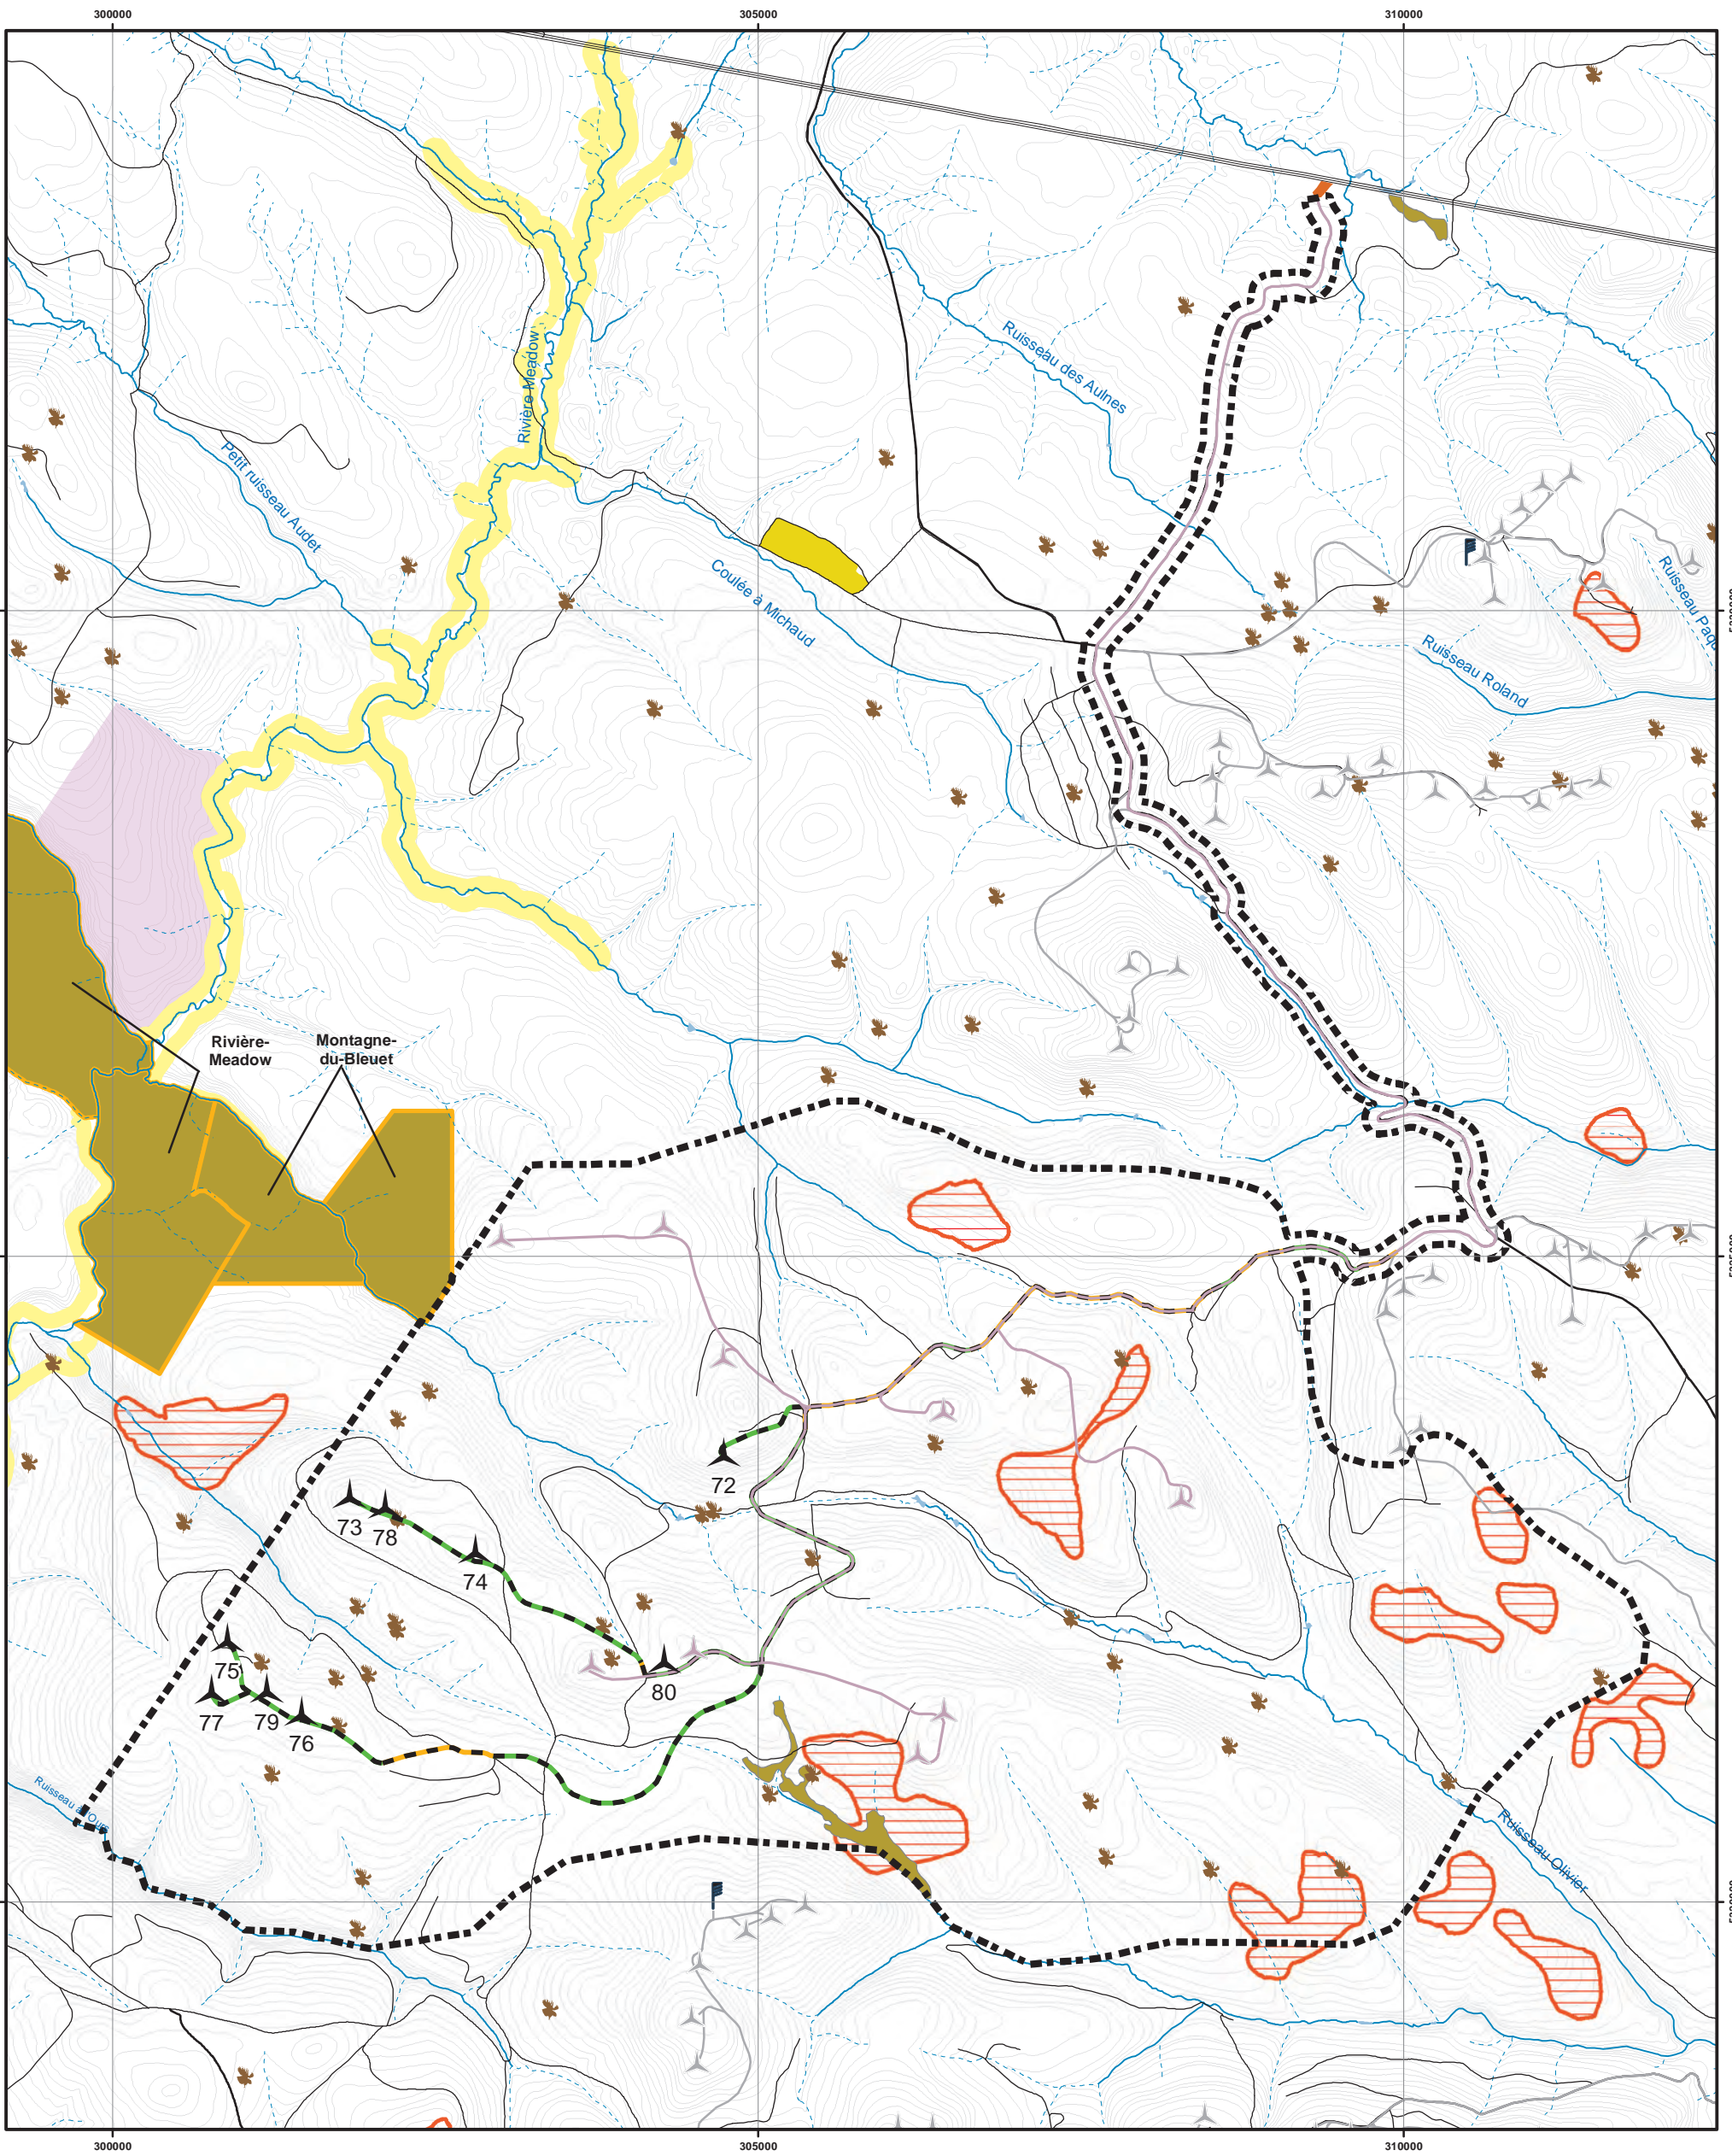 300000
305000
310000
Rivière Meadow
Ruisseau des Aulnes
Petit ruisseau Audet
Coulée à Michaud
Ruisseau Roland
Rivière-
Meadow
Montagne-
du-Bleuet
72
73
78
74
75
80
77
79
76
Ruisseau Olivier
300000
305000
310000